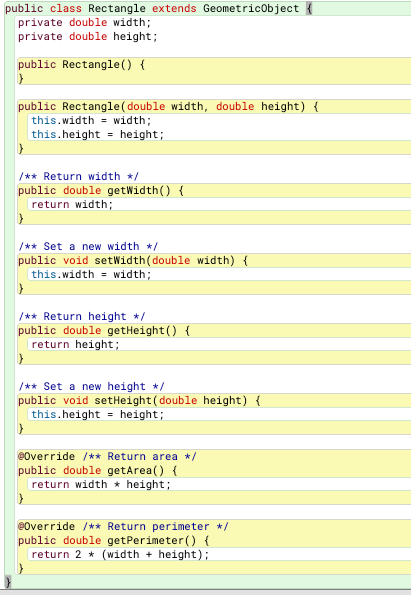 public class Rectangle extends GeometricObject {
private double width;
private double height;
public Rectangle() {
}
public Rectangle(double width, double height) {
this.width = width;
this.height = height;
}
/** Return width */
public double getWidth() {
return width;
}
/** Set a new width */
public void setWidth(double width) {
this.width = width;
}
/** Return height */
public double getHeight() {
return height;
}
/** Set a new height */
public void setHeight(double height) {
this.height = height;
}
@Override /** Return area */
public double getArea() {
return width * height;
}
@Override /** Return perimeter */
public double getPerimeter() {
return 2 * (width + height);
}
}